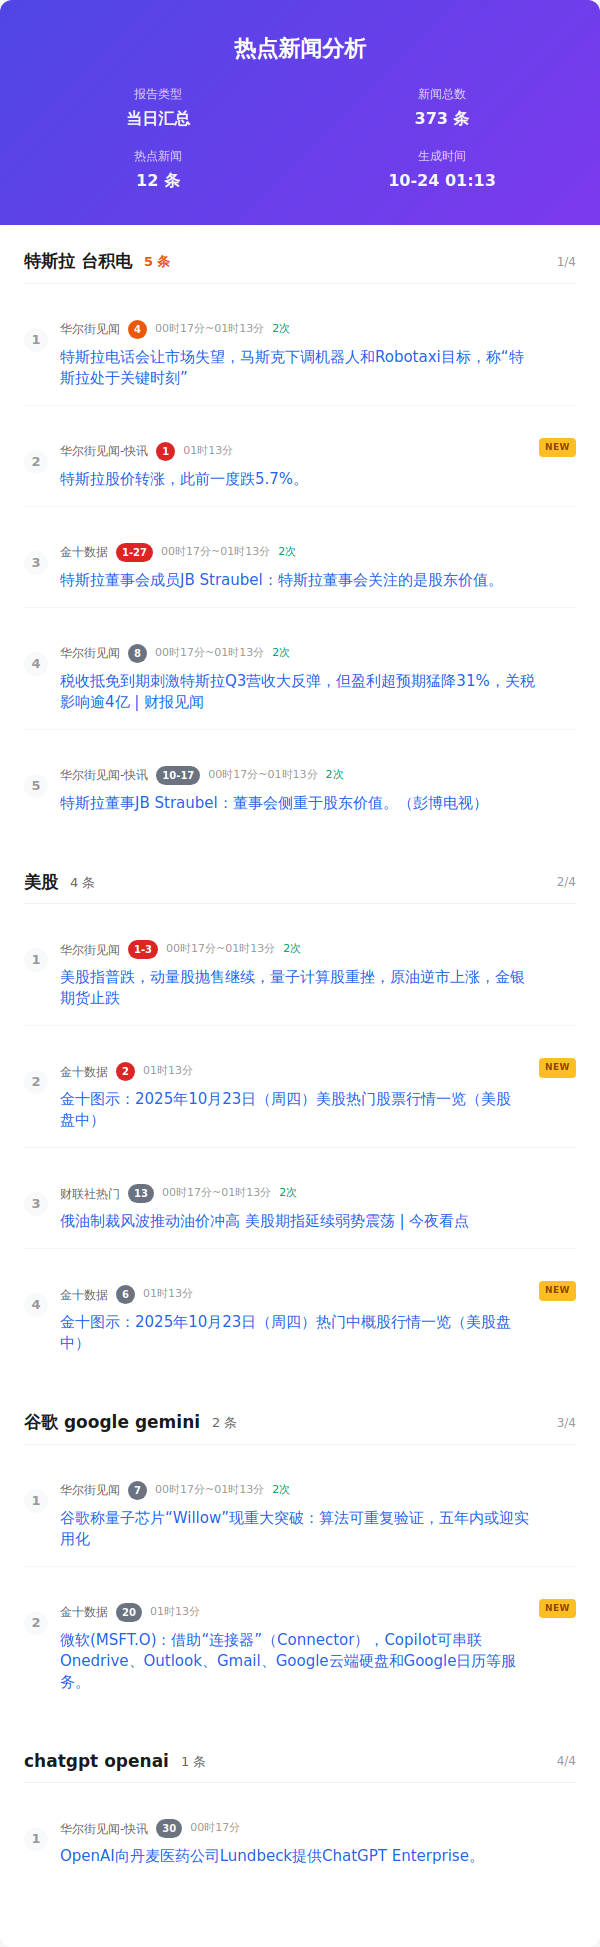 热点新闻分析
报告类型
新闻总数
当日汇总
373 条
热点新闻
生成时间
12 条
10-24 01:13
特斯拉 台积电 5 条 1/4
1
华尔街见闻 4 00时17分~01时13分 2次
特斯拉电话会让市场失望，马斯克下调机器人和Robotaxi目标，称“特
斯拉处于关键时刻”
2
华尔街见闻-快讯 1 01时13分 NEW
特斯拉股价转涨，此前一度跌5.7%。
3
金十数据 1-27 00时17分~01时13分 2次
特斯拉董事会成员JB Straubel：特斯拉董事会关注的是股东价值。
4
华尔街见闻 8 00时17分~01时13分 2次
税收抵免到期刺激特斯拉Q3营收大反弹，但盈利超预期猛降31%，关税
影响逾4亿 | 财报见闻
5
华尔街见闻-快讯 10-17 00时17分~01时13分 2次
特斯拉董事JB Straubel：董事会侧重于股东价值。（彭博电视）
美股 4 条 2/4
1
华尔街见闻 1-3 00时17分~01时13分 2次
美股指普跌，动量股抛售继续，量子计算股重挫，原油逆市上涨，金银
期货止跌
2
金十数据 2 01时13分 NEW
金十图示：2025年10月23日（周四）美股热门股票行情一览（美股
盘中）
3
财联社热门 13 00时17分~01时13分 2次
俄油制裁风波推动油价冲高 美股期指延续弱势震荡 | 今夜看点
4
金十数据 6 01时13分 NEW
金十图示：2025年10月23日（周四）热门中概股行情一览（美股盘
中）
谷歌 google gemini 2 条 3/4
1
华尔街见闻 7 00时17分~01时13分 2次
谷歌称量子芯片“Willow”现重大突破：算法可重复验证，五年内或迎实
用化
2
金十数据 20 01时13分 NEW
微软(MSFT.O)：借助“连接器”（Connector），Copilot可串联
Onedrive、Outlook、Gmail、Google云端硬盘和Google日历等服
务。
chatgpt openai 1 条 4/4
1
华尔街见闻-快讯 30 00时17分
OpenAI向丹麦医药公司Lundbeck提供ChatGPT Enterprise。